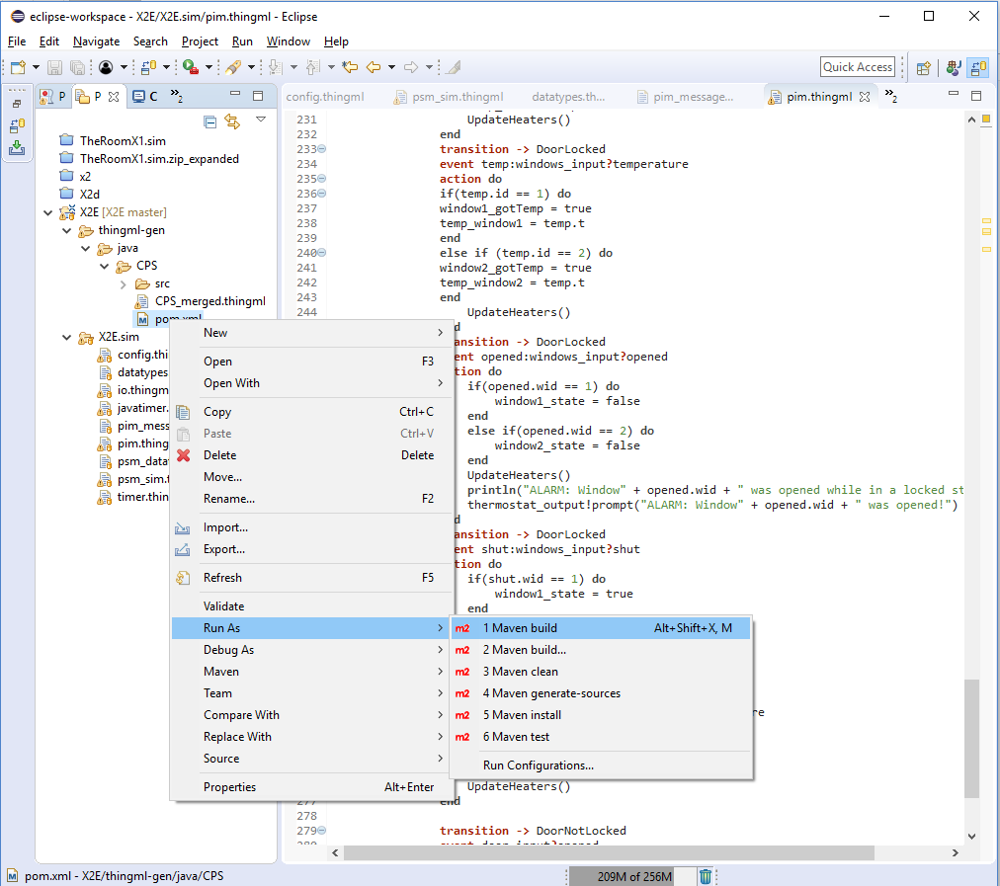 eclipse-workspace - X2E/X2E.sim/pim.thingml - Eclipse
File Edit Navigate Search Project Run Window Help
Quick Access
P P C »2
config.thingml psm_sim.thingml datatypes.th... pim_message... pim.thingml »2
TheRoomX1.sim
TheRoomX1.sim.zip_expanded
x2
X2d
X2E [X2E master]
thingml-gen
java
CPS
src
CPS_merged.thingml
pom.xml
X2E.sim
config.thi
datatypes
io.thingm
javatimer.
pim_mess
pim.thing
psm_data
psm_sim.t
timer.thin
231 UpdateHeaters()
232 end
233 transition -> DoorLocked
234 event temp:windows_input?temperature
235 action do
236 if(temp.id == 1) do
237 window1_gotTemp = true
238 temp_window1 = temp.t
239 end
240 else if (temp.id == 2) do
241 window2_gotTemp = true
242 temp_window2 = temp.t
243 end
244 UpdateHeaters()
d
ansition -> DoorLocked
ent opened:windows_input?opened
tion do
if(opened.wid == 1) do
window1_state = false
end
else if(opened.wid == 2) do
window2_state = false
end
UpdateHeaters()
println("ALARM: Window" + opened.wid + " was opened while in a locked st
thermostat_output!prompt("ALARM: Window" + opened.wid + " was opened!")
d
ansition -> DoorLocked
ent shut:windows_input?shut
tion do
if(shut.wid == 1) do
window1_state = true
end
re
UpdateHeaters()
277 end
278
279 transition -> DoorNotLocked
280 event door_input?opened
New
Open F3
Open With
Copy Ctrl+C
Paste Ctrl+V
Delete Delete
Move...
Rename... F2
Import...
Export...
Refresh F5
Validate
Run As
Debug As
Maven
Team
Compare With
Replace With
Source
Properties Alt+Enter
m2 1 Maven build Alt+Shift+X, M
m2 2 Maven build...
m2 3 Maven clean
m2 4 Maven generate-sources
m2 5 Maven install
m2 6 Maven test
Run Configurations...
pom.xml - X2E/thingml-gen/java/CPS
209M of 256M